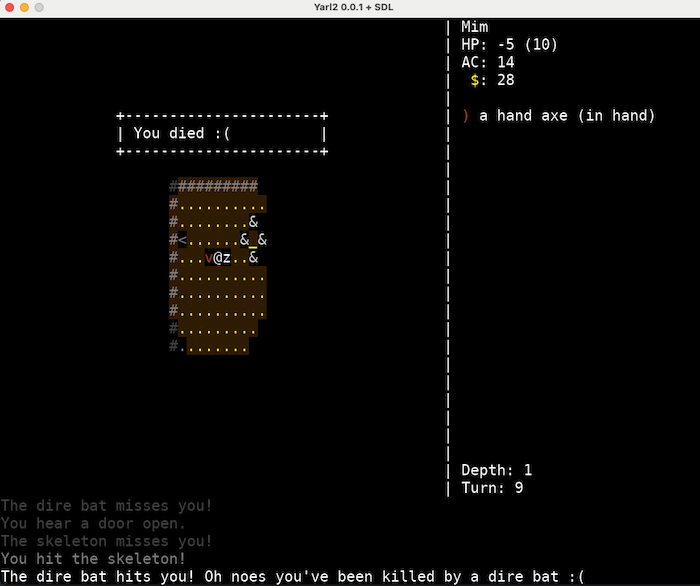 Yarl2 0.0.1 + SDL
| Mim
| HP: -5 (10)
| AC: 14
|  $: 28
| ) a hand axe (in hand)
+----------------------+
| You died :(          |
+----------------------+
##########
#..........
#........&
#<......&_&
#...v@z..&
#..........
#..........
#..........
#.........
#........
| Depth: 1
| Turn: 9
The dire bat misses you!
You hear a door open.
The skeleton misses you!
You hit the skeleton!
The dire bat hits you! Oh noes you've been killed by a dire bat :(